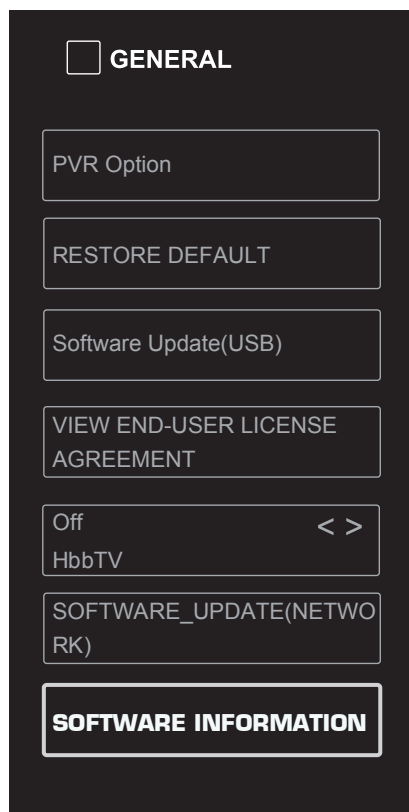 GENERAL
PVR Option
RESTORE DEFAULT
Software Update(USB)
VIEW END-USER LICENSE
AGREEMENT
Off < >
HbbTV
SOFTWARE_UPDATE(NETWO
RK)
SOFTWARE INFORMATION